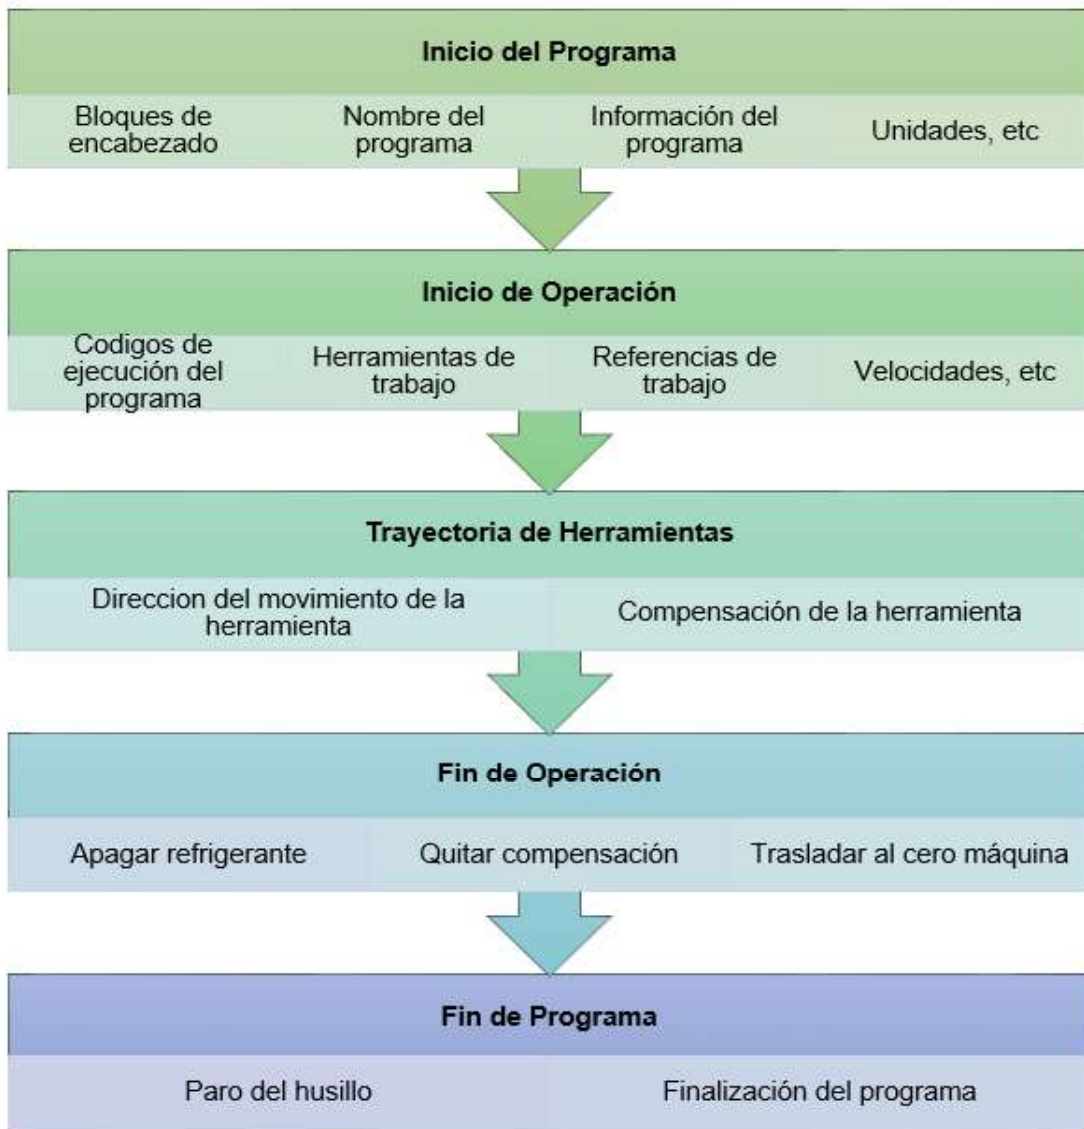 Inicio del Programa
Bloques de
encabezado
Nombre del
programa
Información del
programa
Unidades, etc
Inicio de Operación
Codigos de
ejecución del
programa
Herramientas de
trabajo
Referencias de
trabajo
Velocidades, etc
Trayectoria de Herramientas
Direccion del movimiento de la
herramienta
Compensación de la herramienta
Fin de Operación
Apagar refrigerante
Quitar compensación
Trasladar al cero máquina
Fin de Programa
Paro del husillo
Finalización del programa